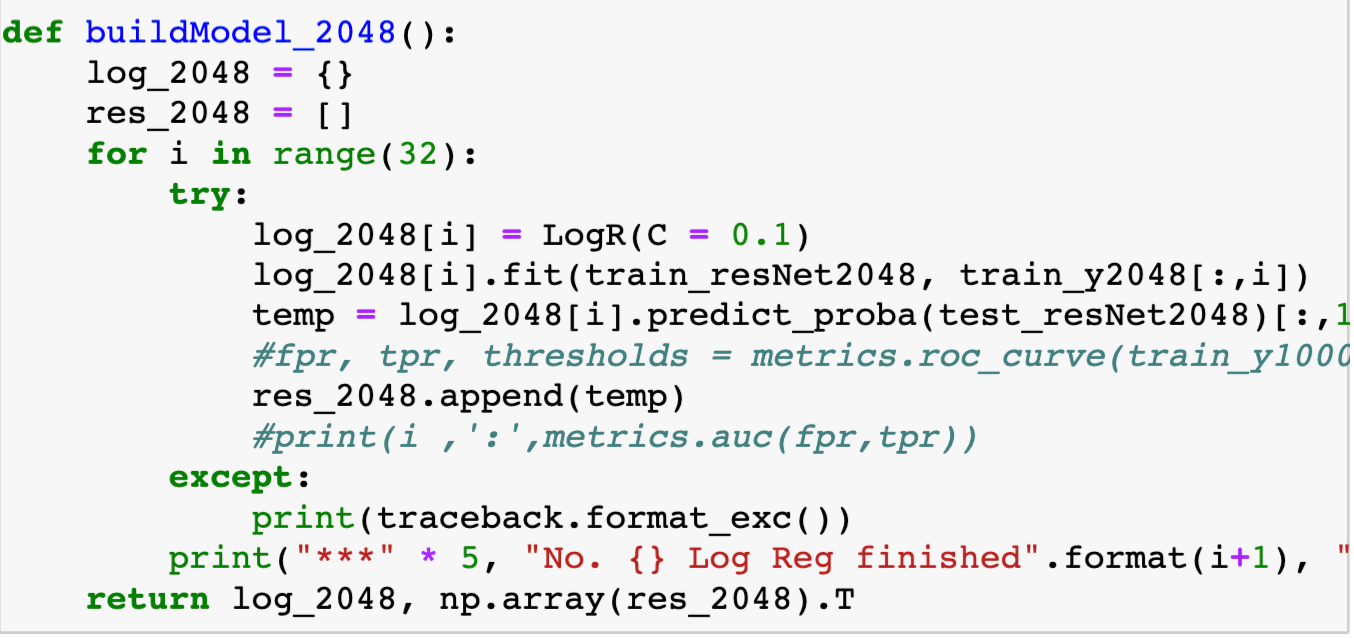 def buildModel_2048():
    log_2048 = {}
    res_2048 = []
    for i in range(32):
        try:
            log_2048[i] = LogR(C = 0.1)
            log_2048[i].fit(train_resNet2048, train_y2048[:,i])
            temp = log_2048[i].predict_proba(test_resNet2048)[:,1
            #fpr, tpr, thresholds = metrics.roc_curve(train_y1000
            res_2048.append(temp)
            #print(i ,':',metrics.auc(fpr,tpr))
        except:
            print(traceback.format_exc())
        print("***" * 5, "No. {} Log Reg finished".format(i+1), "
    return log_2048, np.array(res_2048).T